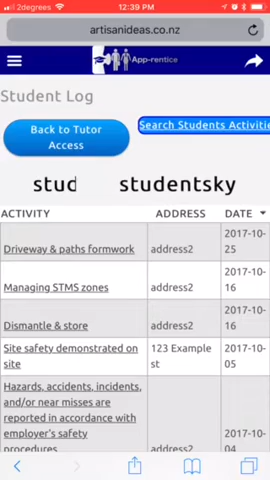 2degrees 12:39 PM
artisanideas.co.nz
App-rentice
Student Log
Back to Tutor
Access
Search Students Activitie
stud studentsky
ACTIVITY ADDRESS DATE
Driveway & paths formwork address2 2017-10-
25
Managing STMS zones address2 2017-10-
16
Dismantle & store address2 2017-10-
16
Site safety demonstrated on
site 123 Example
st 2017-10-
05
Hazards, accidents, incidents,
and/or near misses are
reported in accordance with
employer's safety
procedures address2 2017-10-
04